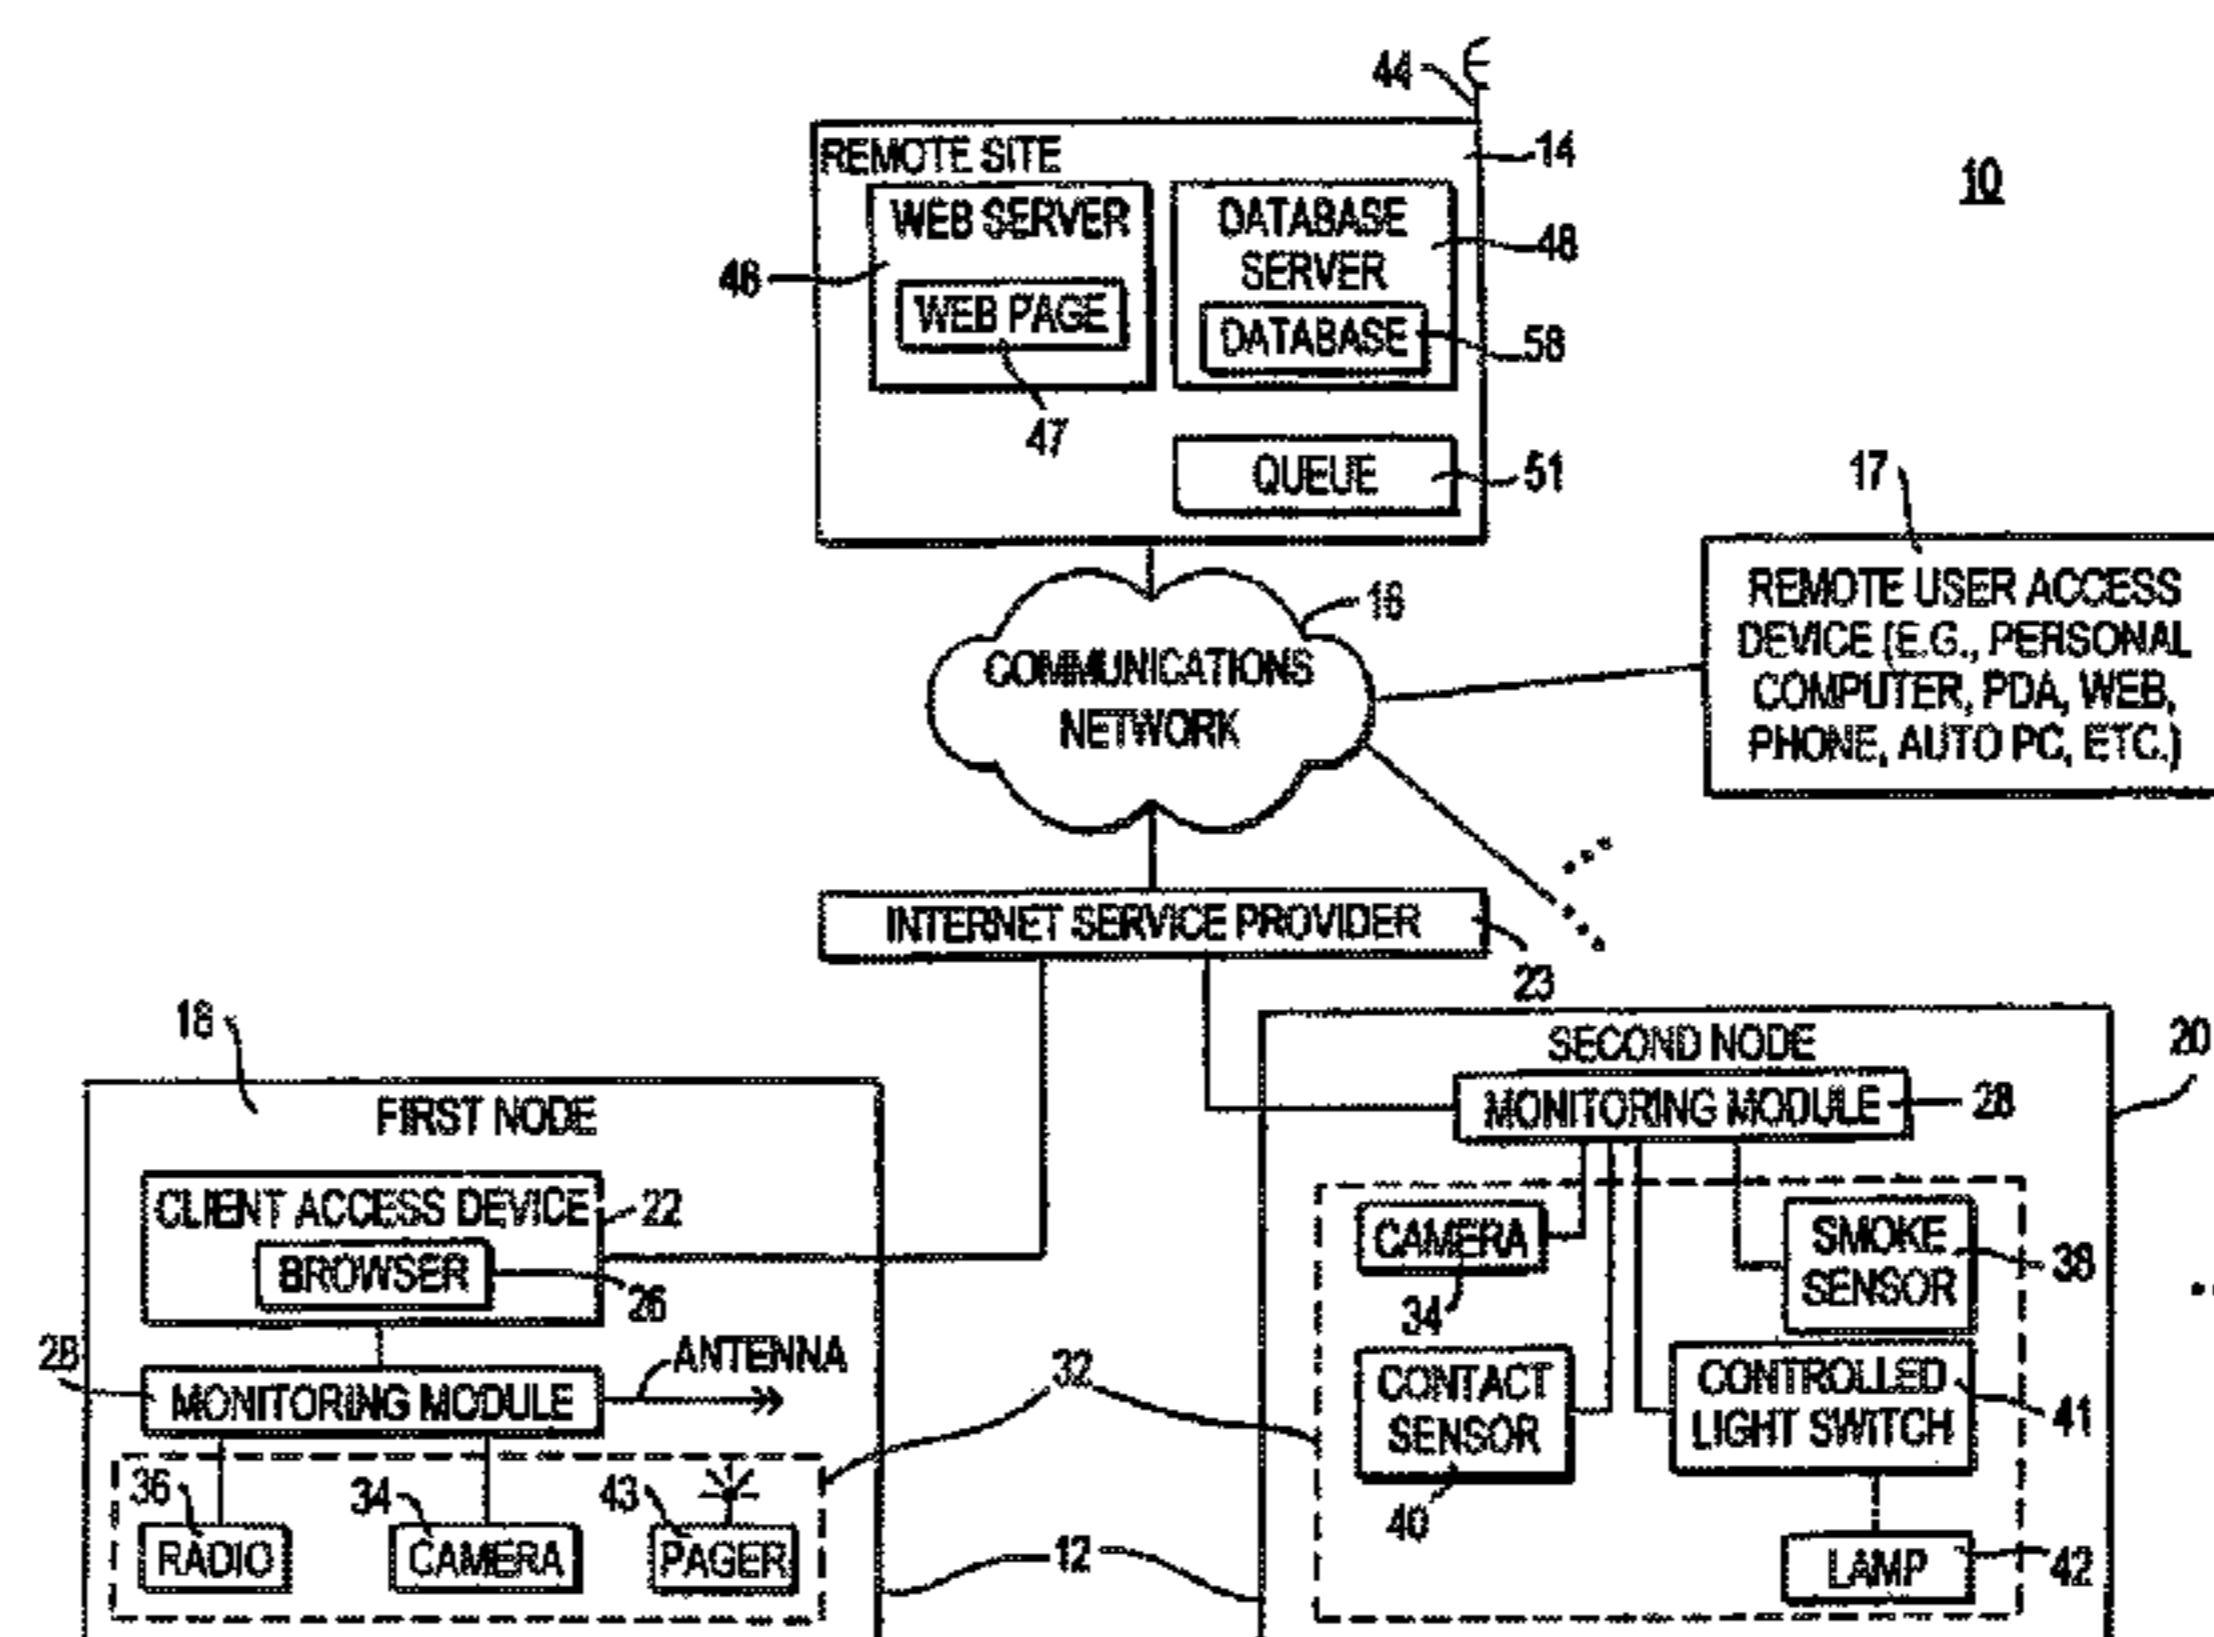 44
REMOTE SITE
14
10
WEB SERVER
DATABASE
SERVER
48
46
WEB PAGE
DATABASE
58
47
QUEUE
51
17
REMOTE USER ACCESS
DEVICE (E.G., PERSONAL
COMPUTER, PDA, WEB,
PHONE, AUTO PC, ETC.)
16
COMMUNICATIONS
NETWORK
INTERNET SERVICE PROVIDER
23
18
FIRST NODE
CLIENT ACCESS DEVICE
22
BROWSER
26
28
MONITORING MODULE
ANTENNA
32
36
34
43
RADIO
CAMERA
PAGER
12
SECOND NODE
20
MONITORING MODULE
28
CAMERA
34
SMOKE
SENSOR
38
CONTACT
SENSOR
40
CONTROLLED
LIGHT SWITCH
41
LAMP
42